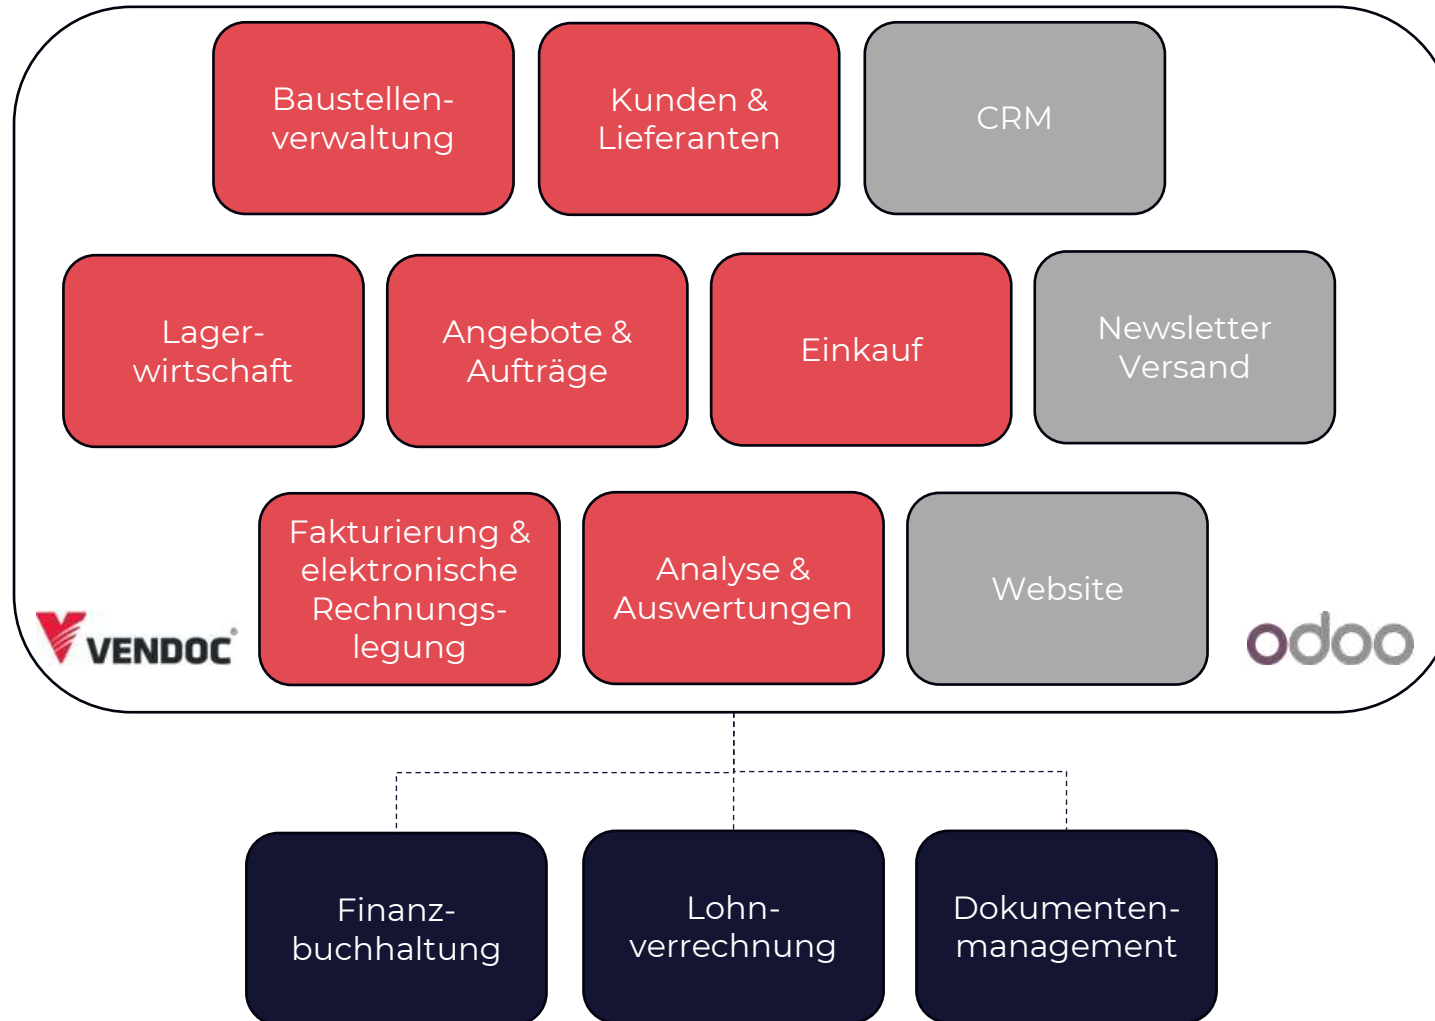 Baustellen-
verwaltung
Kunden &
Lieferanten
CRM
Lager-
wirtschaft
Angebote &
Aufträge
Einkauf
Newsletter
Versand
Fakturierung &
elektronische
Rechnungs-
legung
Analyse &
Auswertungen
Website
VENDOC®
odoo
Finanz-
buchhaltung
Lohn-
verrechnung
Dokumenten-
management